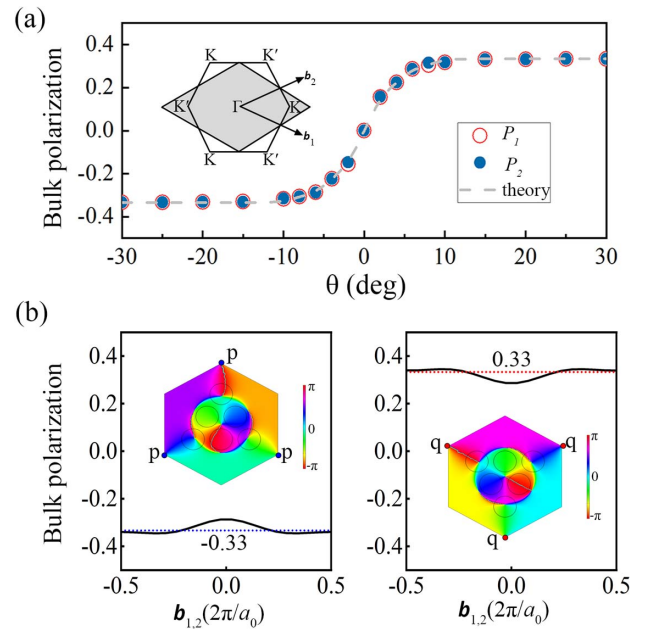 (a)
Bulk polarization
0.4
0.2
0.0
-0.2
-0.4
K K′
b2
K′ Γ K
b1
K K′
P1
P2
theory
-30 -20 -10 0 10 20 30
θ (deg)
(b)
Bulk polarization
0.4
0.2
0.0
-0.2
-0.4
p
π
0
-π
p p
-0.33
-0.5 0.0 0.5
b1,2(2π/a0)
0.4
0.2
0.0
-0.2
-0.4
0.33
q q
π
0
-π
q
-0.5 0.0 0.5
b1,2(2π/a0)